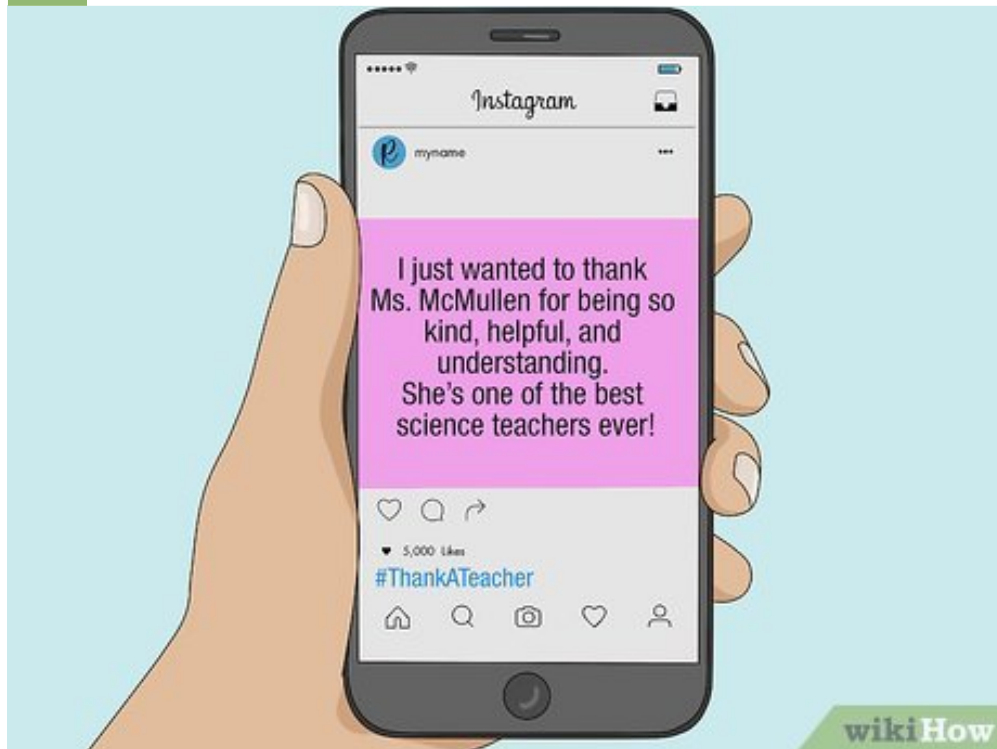 Instagram
myname
I just wanted to thank
Ms. McMullen for being so
kind, helpful, and
understanding.
She's one of the best
science teachers ever!
5,000 Likes
#ThankATeacher
wikiHow